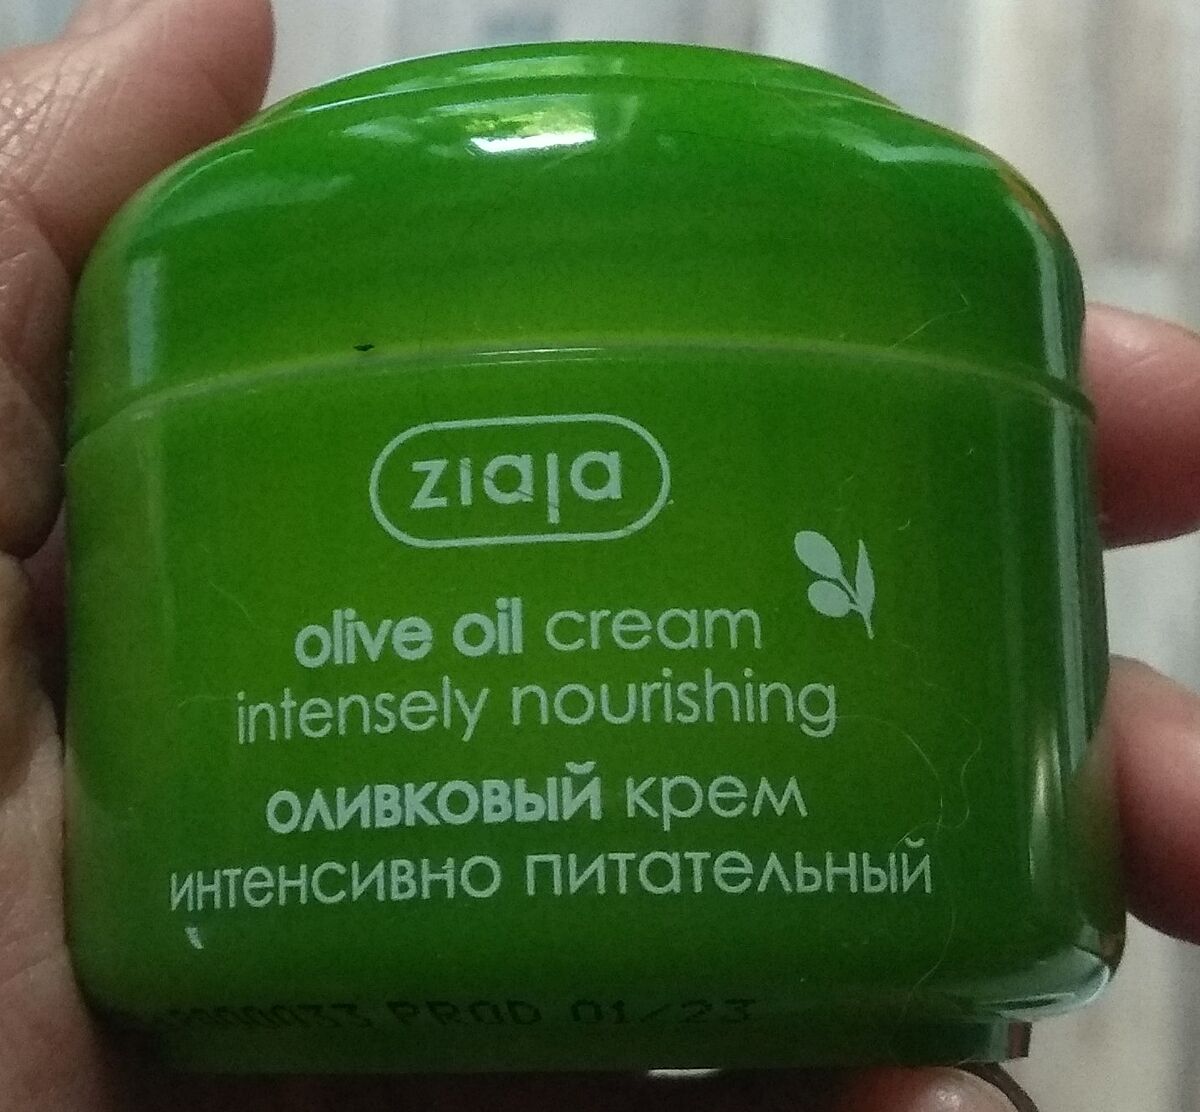 ziaja
olive oil cream
intensely nourishing
оливковый крем
интенсивно питательный
PROD 01/23